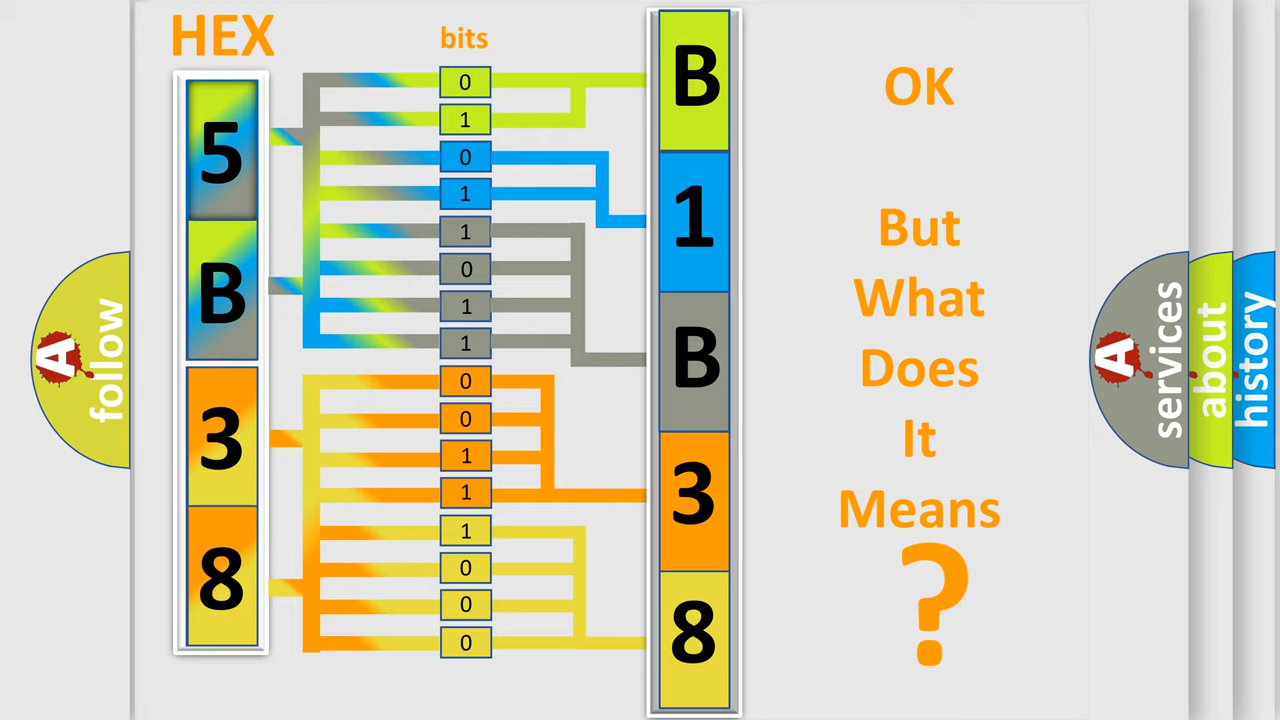 HEX
bits
5
B
3
8
0
1
0
1
1
0
1
1
0
0
1
1
1
0
0
0
B
1
B
3
8
OK
But
What
Does
It
Means
?
A
follow
A
services
about
history